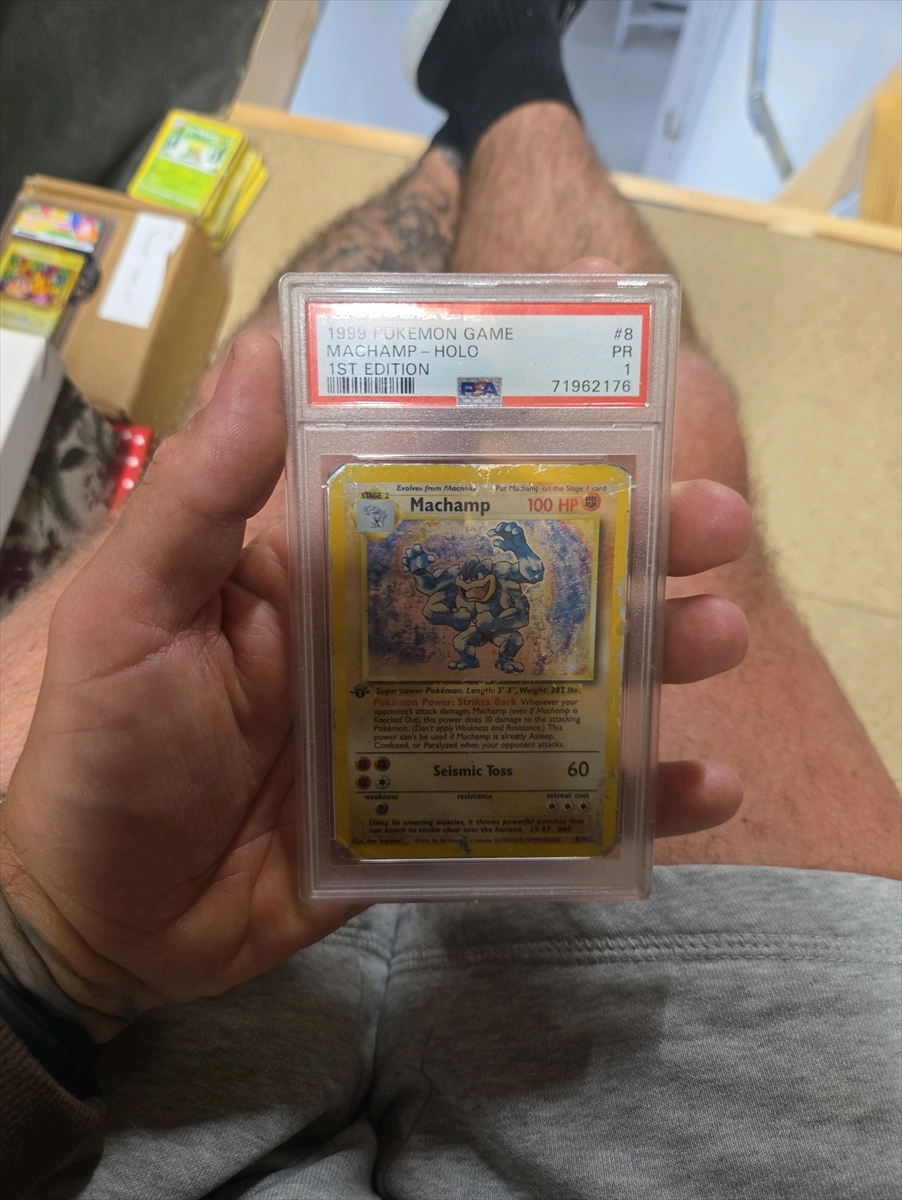 1999 POKEMON GAME #8
MACHAMP - HOLO PR
1ST EDITION 1
PSA 71962176
Evolves from Machoke Put Machamp on the Stage 1 card
STAGE 2 Machamp 100 HP
Superpower Pokémon. Length: 5' 3", Weight: 287 lbs.
Pokémon Power: Strikes Back Whenever your
opponent's attack damages Machamp (even if Machamp is
Knocked Out), this power does 10 damage to the attacking
Pokémon. (Don't apply Weakness and Resistance.) This
power can't be used if Machamp is already Asleep,
Confused, or Paralyzed when your opponent attacks.
Seismic Toss 60
weakness resistance retreat cost
Using its amazing muscles, it throws powerful punches that
can knock its victim clear over the horizon. LV. 67 #68